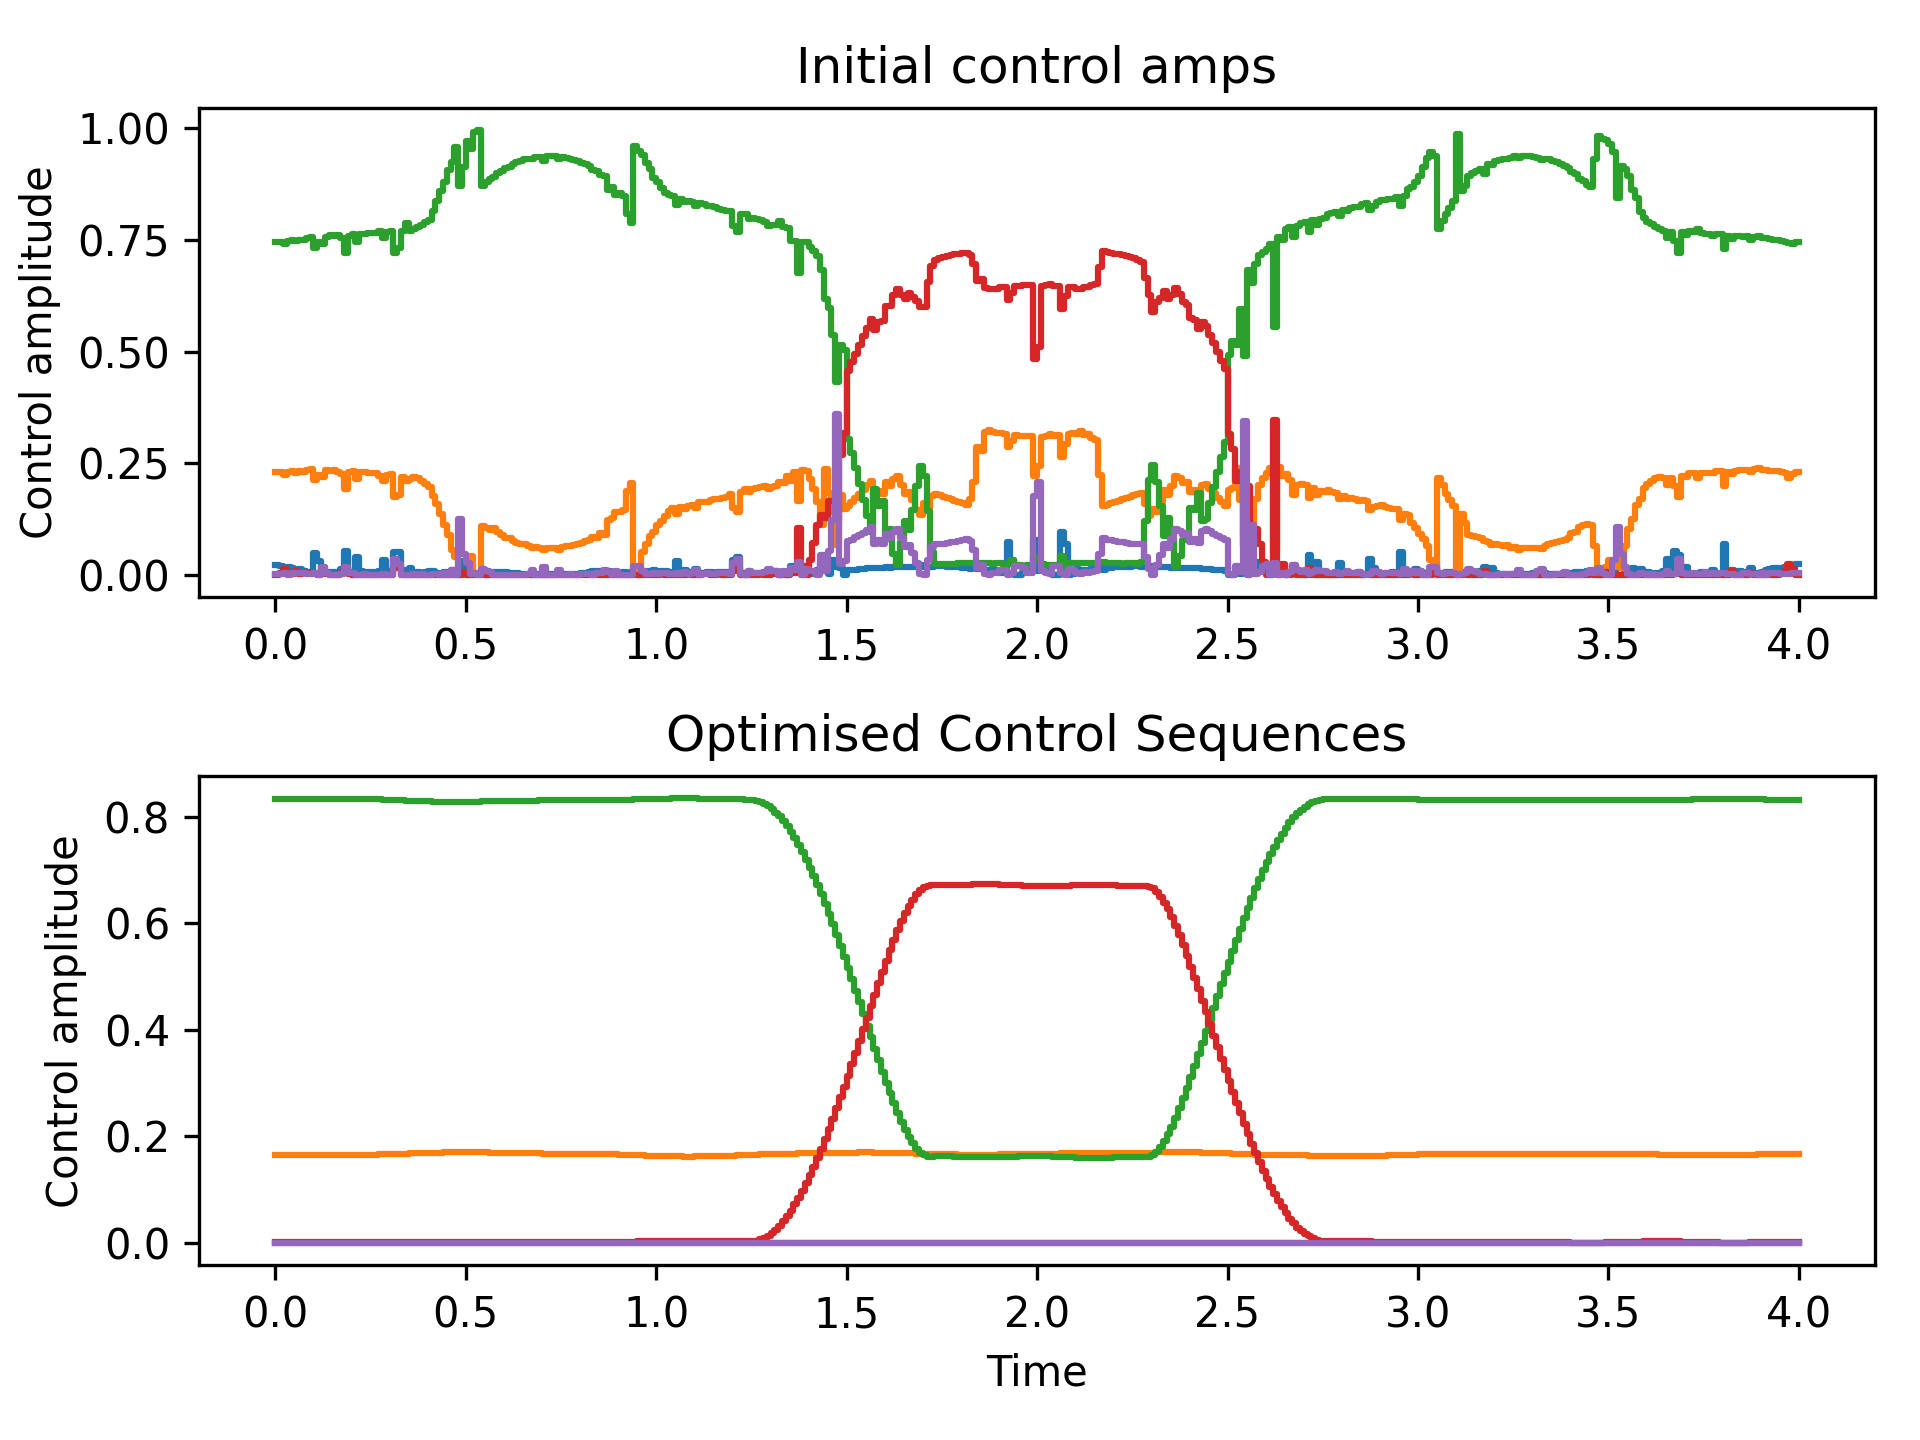 Initial control amps
Control amplitude
1.00
0.75
0.50
0.25
0.00
0.0 0.5 1.0 1.5 2.0 2.5 3.0 3.5 4.0
Optimised Control Sequences
Control amplitude
0.8
0.6
0.4
0.2
0.0
0.0 0.5 1.0 1.5 2.0 2.5 3.0 3.5 4.0
Time